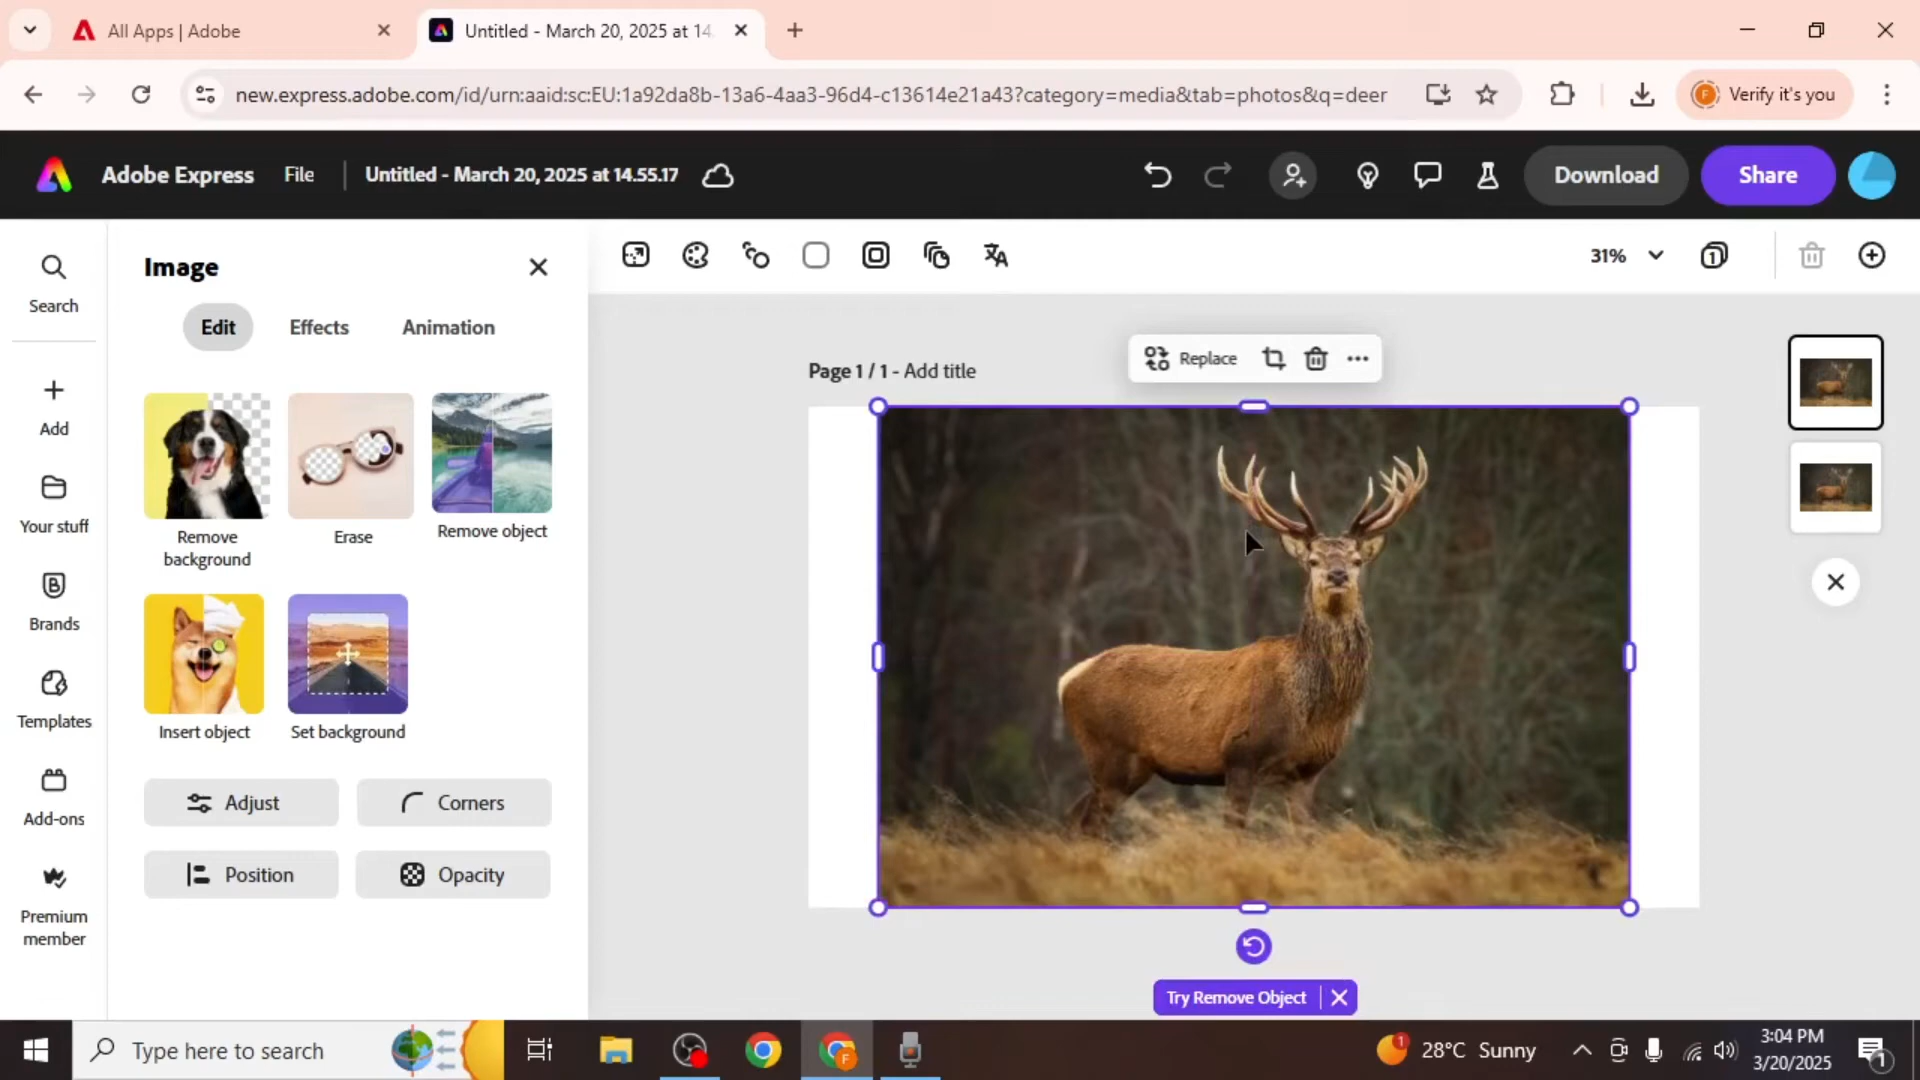 All Apps | Adobe
Untitled - March 20, 2025 at 14
new.express.adobe.com/id/urn:aaid:sc:EU:1a92da8b-13a6-4aa3-96d4-c13614e21a43?category=media&tab=photos&q=deer
Verify it's you
Adobe Express
File
Untitled - March 20, 2025 at 14.55.17
Download
Share
Search
Add
Your stuff
Brands
Templates
Add-ons
Premium
member
Image
Edit
Effects
Animation
Remove
background
Erase
Remove object
Insert object
Set background
Adjust
Corners
Position
Opacity
31%
1
Page 1 / 1 - Add title
Replace
Try Remove Object
Type here to search
F
1
28°C Sunny
3:04 PM
3/20/2025
1